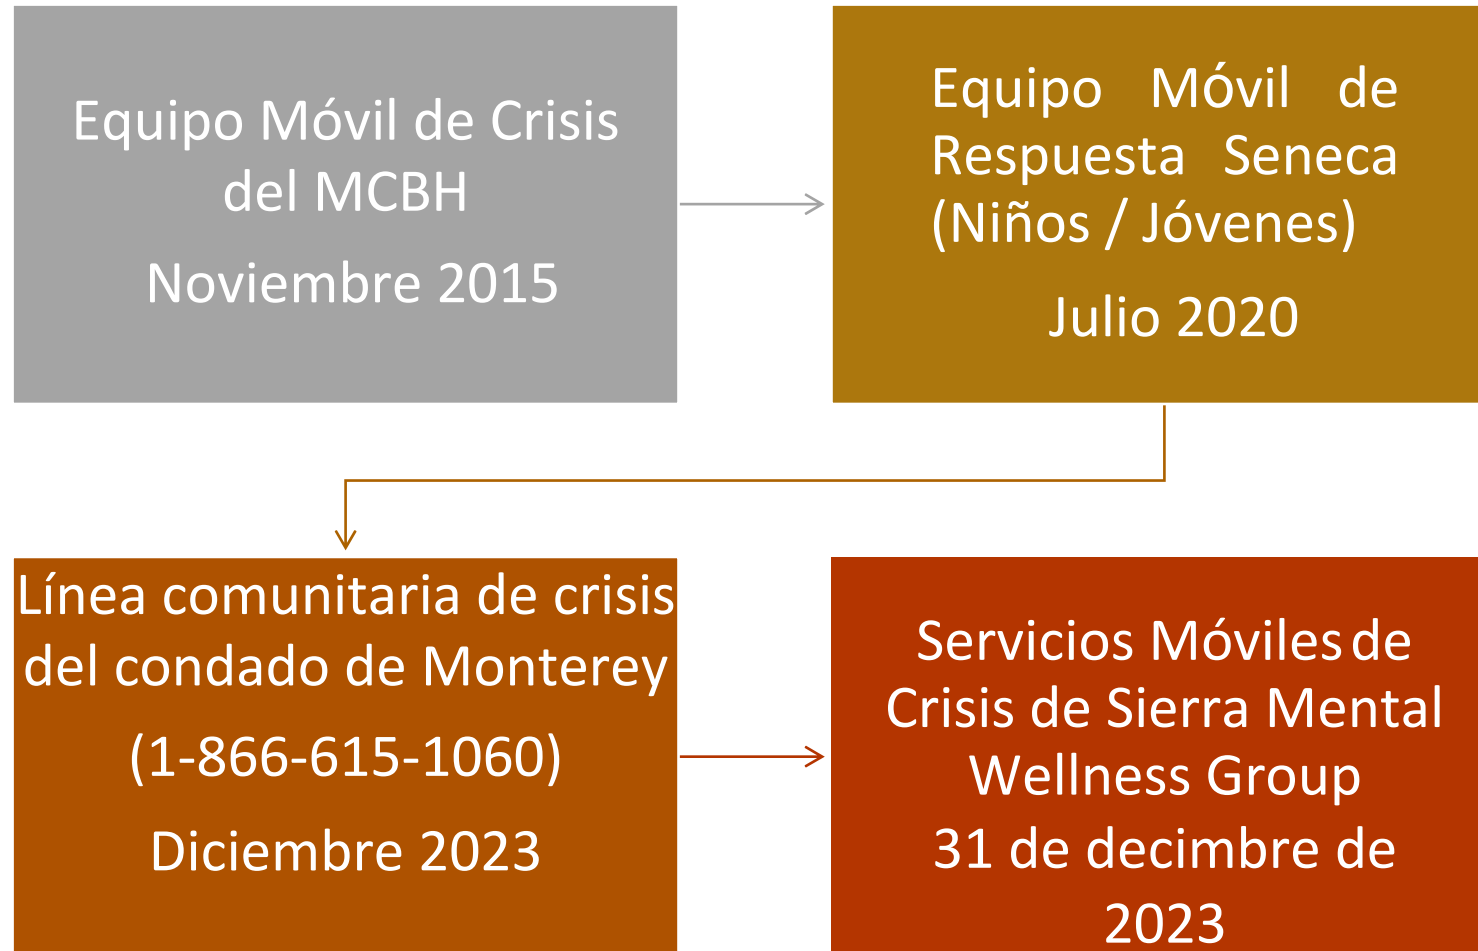 Equipo Móvil de Crisis
del MCBH
Noviembre 2015
Equipo Móvil de
Respuesta Seneca
(Niños / Jóvenes)
Julio 2020
Línea comunitaria de crisis
del condado de Monterey
(1-866-615-1060)
Diciembre 2023
Servicios Móviles de
Crisis de Sierra Mental
Wellness Group
31 de decimbre de
2023